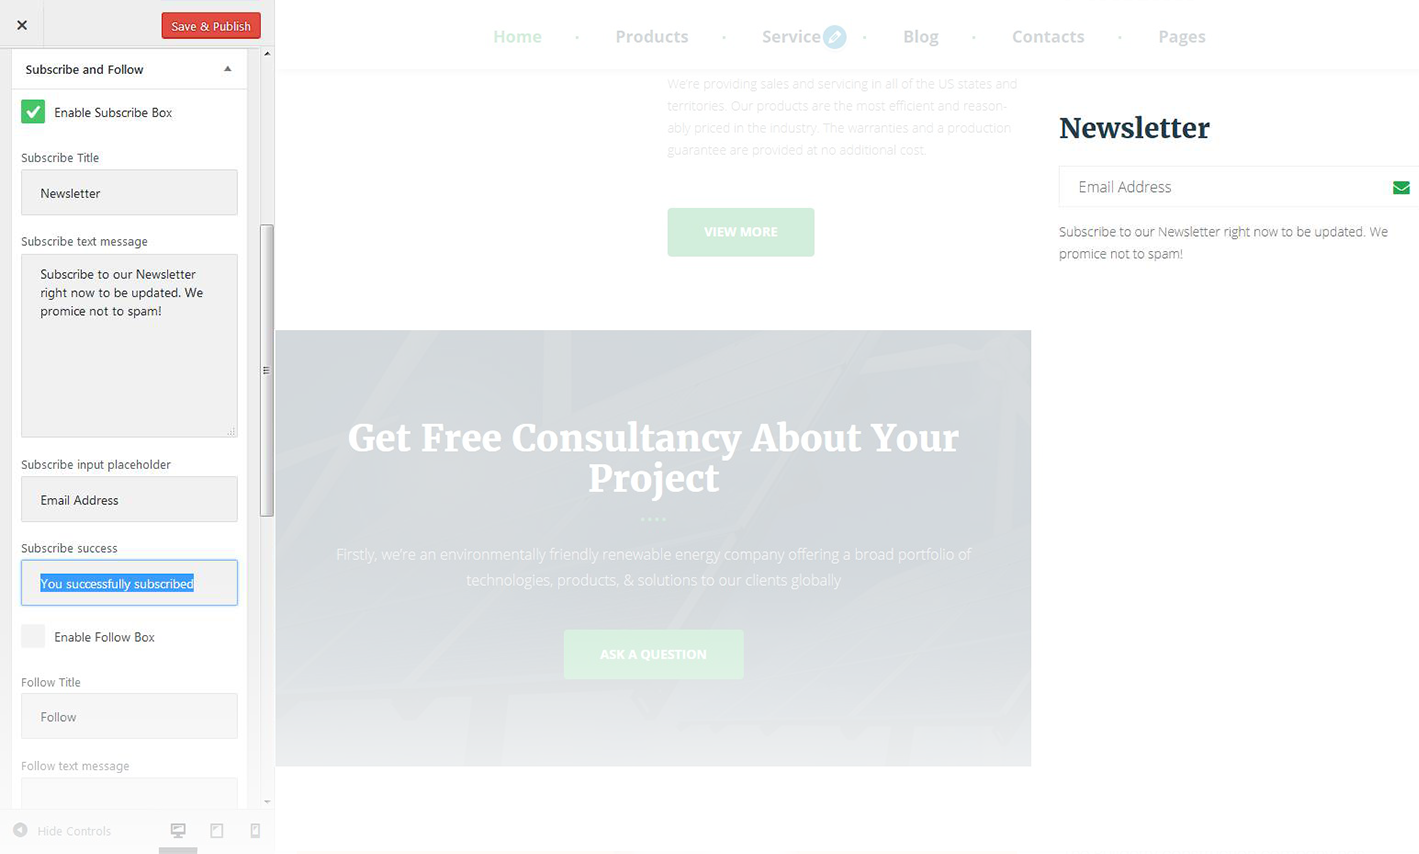 Save & Publish
Subscribe and Follow
Enable Subscribe Box
Subscribe Title
Newsletter
Subscribe text message
Subscribe to our Newsletter
right now to be updated. We
promice not to spam!
Subscribe input placeholder
Email Address
Subscribe success
You successfully subscribed
Enable Follow Box
Follow Title
Follow
Follow text message
Hide Controls
Home
Products
Service
Blog
Contacts
Pages
We're providing sales and servicing in all of the US states and
territories. Our products are the most efficient and reason-
ably priced in the industry. The warranties and a production
guarantee are provided at no additional cost.
VIEW MORE
Newsletter
Email Address
Subscribe to our Newsletter right now to be updated. We
promice not to spam!
Get Free Consultancy About Your
Project
Firstly, we're an environmentally friendly renewable energy company offering a broad portfolio of
technologies, products, & solutions to our clients globally
ASK A QUESTION